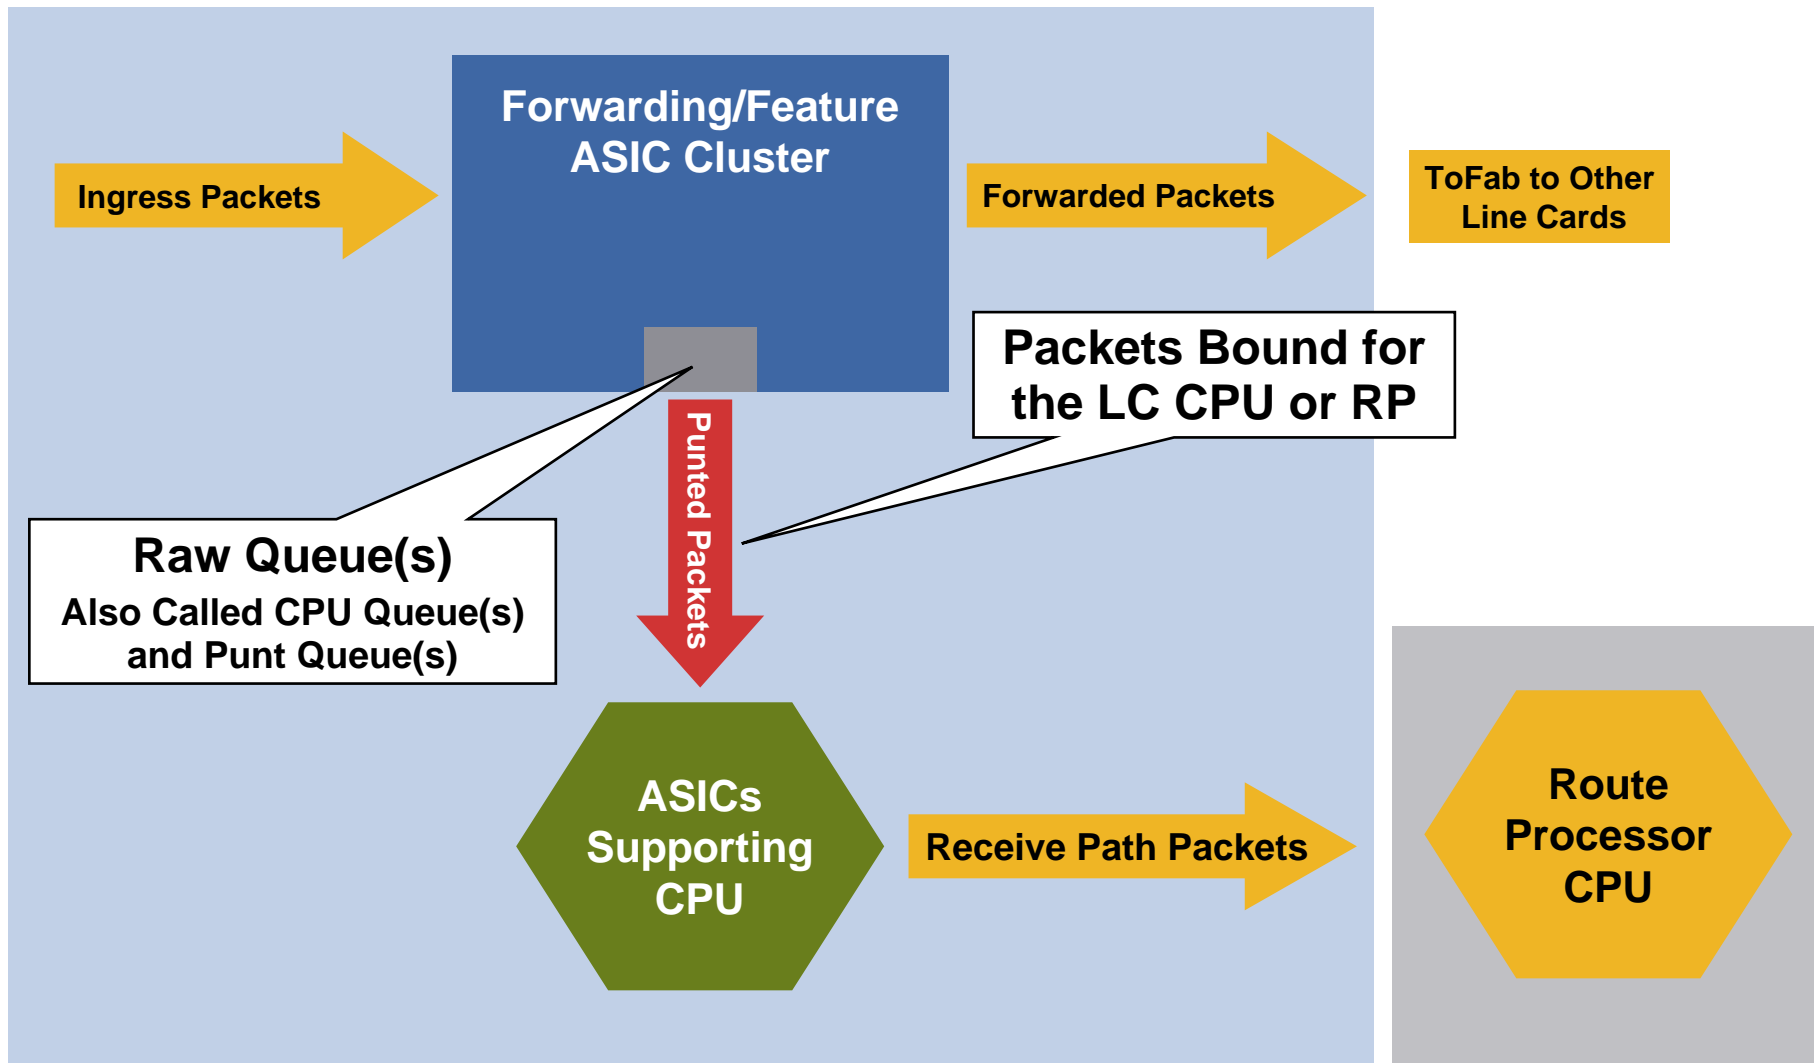 Forwarding/Feature
ASIC Cluster
Ingress Packets
Forwarded Packets
ToFab to Other
Line Cards
Packets Bound for
the LC CPU or RP
Punted Packets
Raw Queue(s)
Also Called CPU Queue(s)
and Punt Queue(s)
ASICs
Supporting
CPU
Receive Path Packets
Route
Processor
CPU